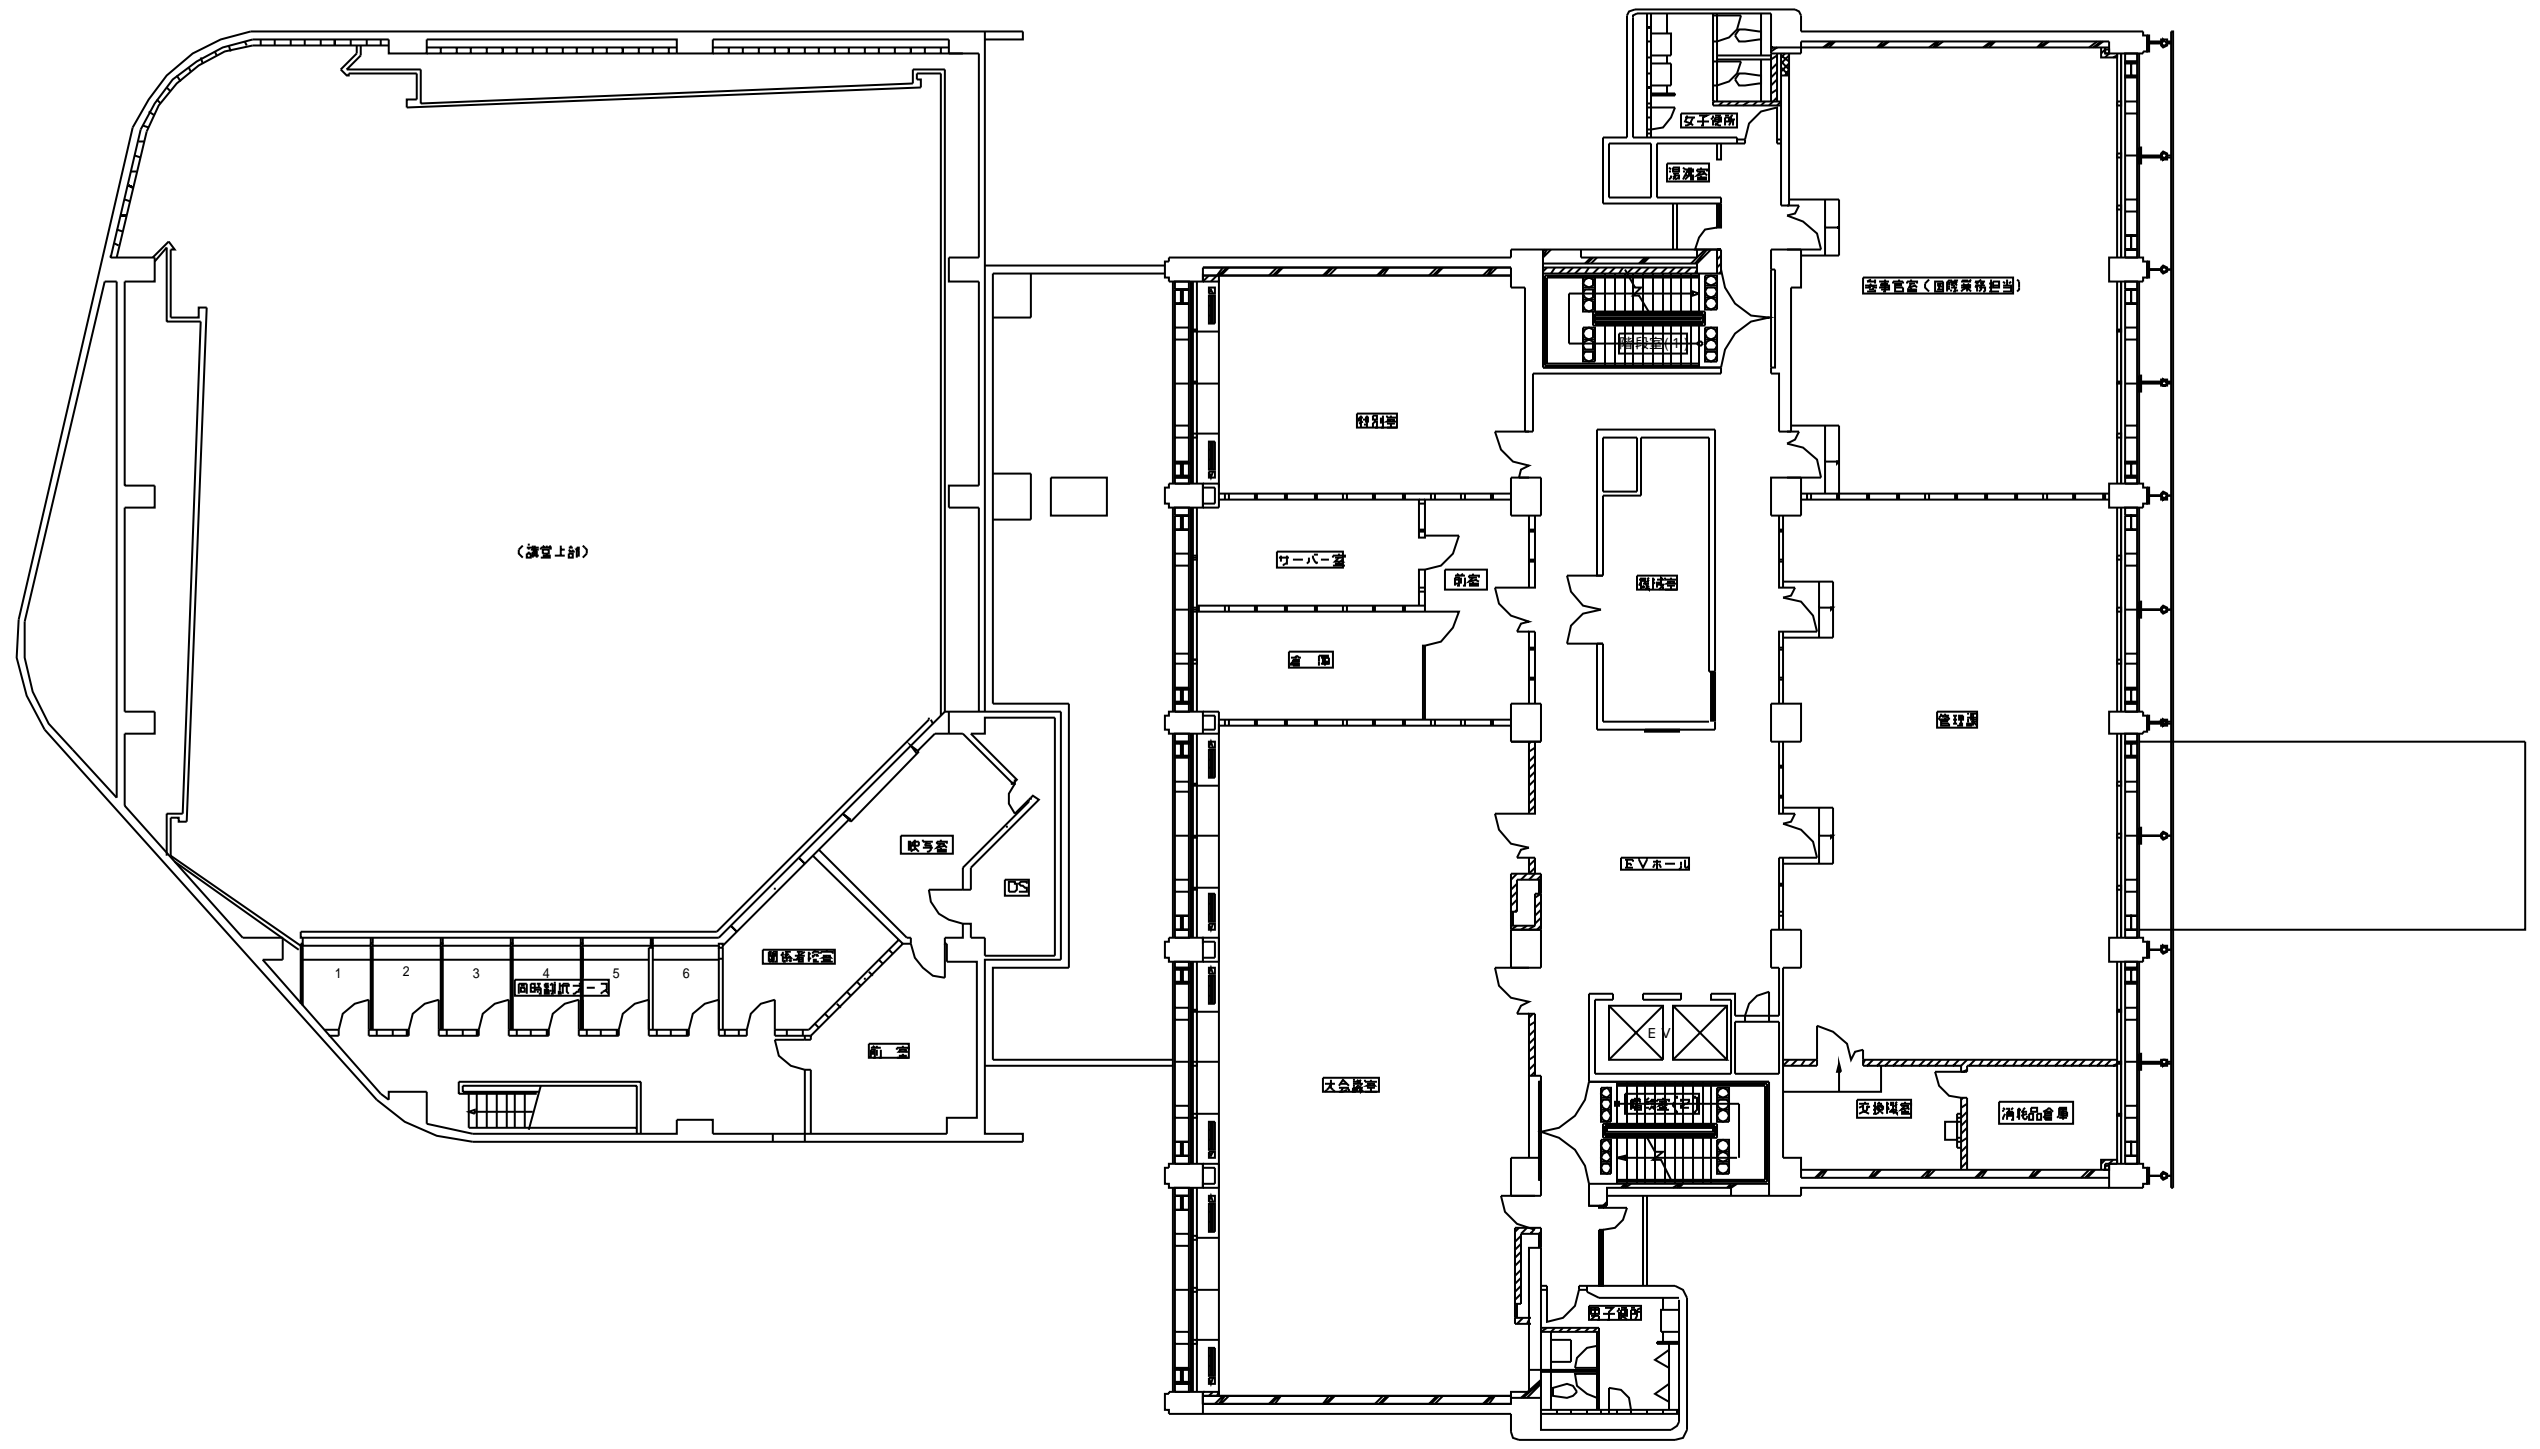 女子便所
湯沸室
参事官室(国際業務担当)
階段室(1)
特別室
(講堂上部)
サーバー室
前室
機械室
倉 庫
管理課
映写室
EVホール
DS
関係者控室
1
2
3
4
5
6
同時通訳ブース
EV
前 室
大会議室
階段室(2)
交換機室
消耗品倉庫
男子便所